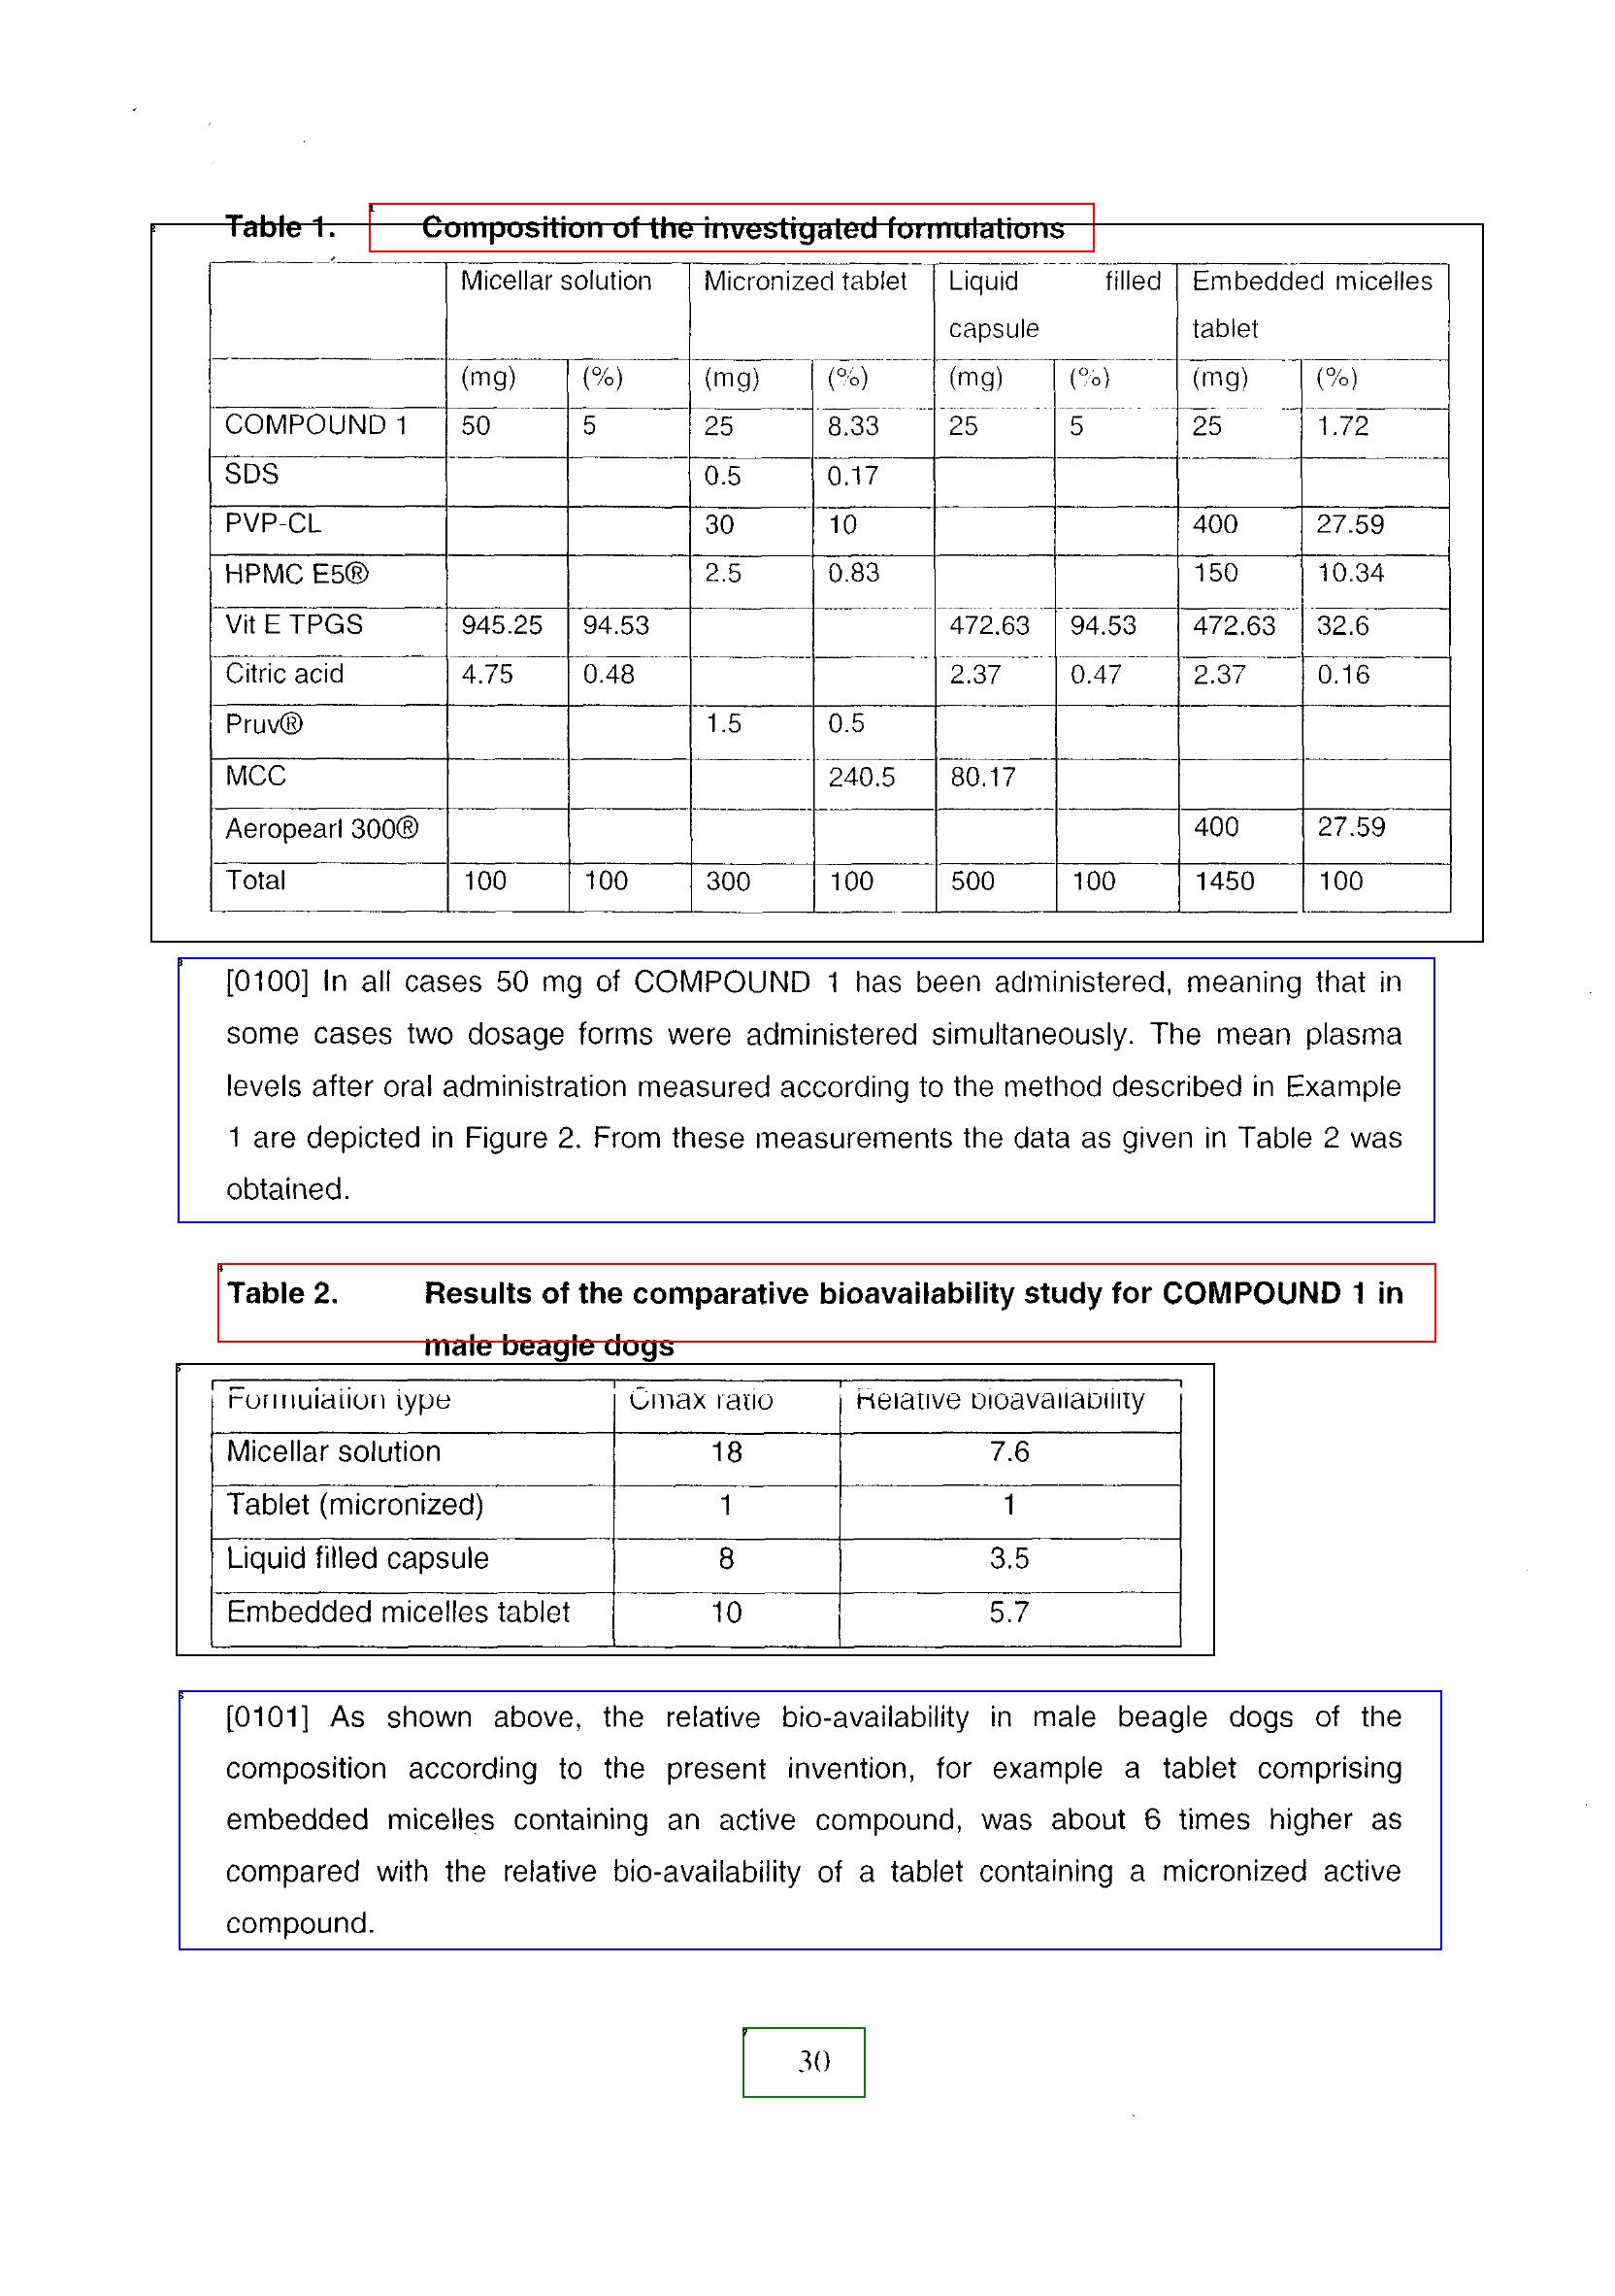 Table 1. Composition of the investigated formulations
Micellar solution Micronized tablet Liquid filled Embedded micelles
capsule tablet
(mg) (%) (mg) (%) (mg) (%) (mg) (%)
COMPOUND 1 50 5 25 8.33 25 5 25 1.72
SDS 0.5 0.17
PVP-CL 30 10 400 27.59
HPMC E5® 2.5 0.83 150 10.34
Vit E TPGS 945.25 94.53 472.63 94.53 472.63 32.6
Citric acid 4.75 0.48 2.37 0.47 2.37 0.16
Pruv® 1.5 0.5
MCC 240.5 80.17
Aeropearl 300® 400 27.59
Total 100 100 300 100 500 100 1450 100
[0100] In all cases 50 mg of COMPOUND 1 has been administered, meaning that in
some cases two dosage forms were administered simultaneously. The mean plasma
levels after oral administration measured according to the method described in Example
1 are depicted in Figure 2. From these measurements the data as given in Table 2 was
obtained.
Table 2. Results of the comparative bioavailability study for COMPOUND 1 in
male beagle dogs
Formulation type Cmax ratio Relative bioavailability
Micellar solution 18 7.6
Tablet (micronized) 1 1
Liquid filled capsule 8 3.5
Embedded micelles tablet 10 5.7
[0101] As shown above, the relative bio-availability in male beagle dogs of the
composition according to the present invention, for example a tablet comprising
embedded micelles containing an active compound, was about 6 times higher as
compared with the relative bio-availability of a tablet containing a micronized active
compound.
30